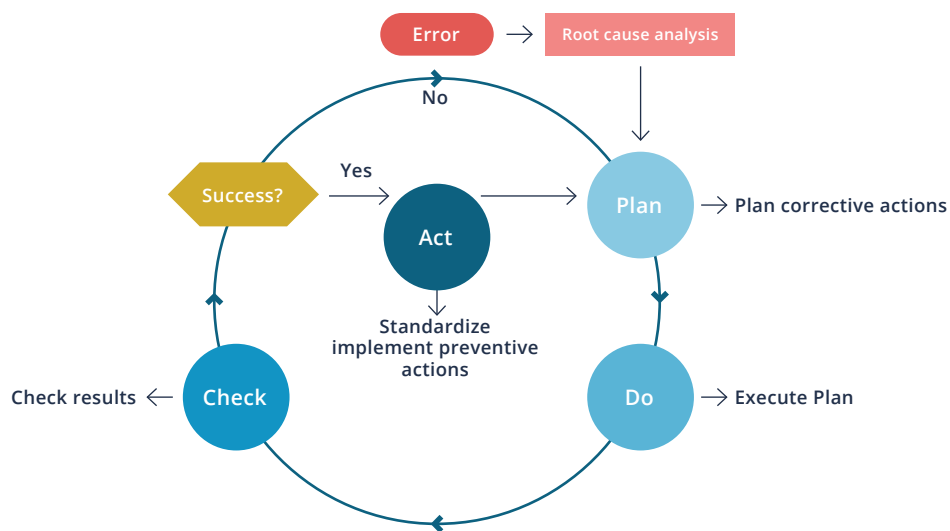 Error
Root cause analysis
No
Yes
Success?
Act
Plan
Plan corrective actions
Standardize
implement preventive
actions
Check results
Check
Do
Execute Plan